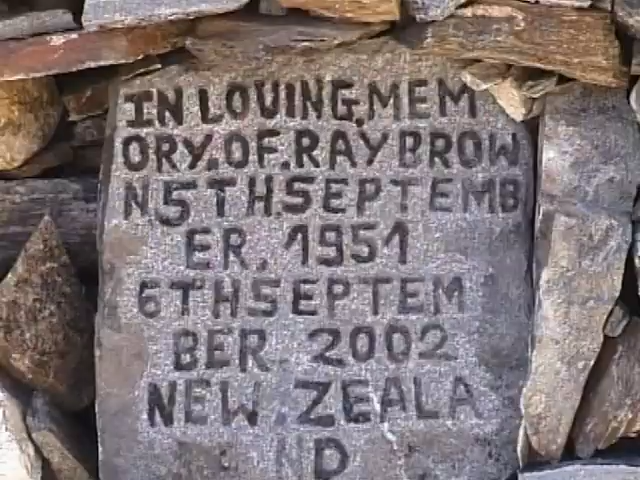 IN LOVING.MEM
ORY.OF.RAY BROW
N.5TH.SEPTEMB
ER. 1951
6TH SEPTEM
BER. 2002
NEW.ZEALA
ND